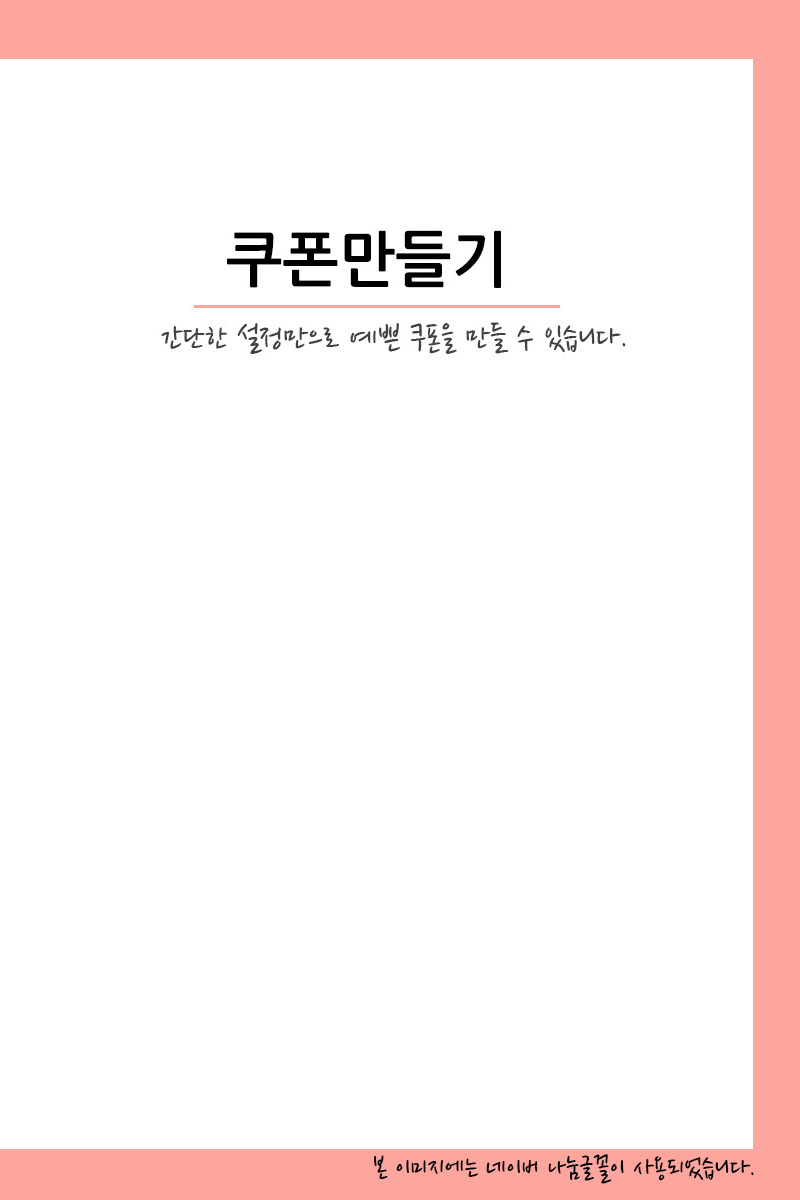 쿠폰만들기
간단한 설정만으로 예쁜 쿠폰을 만들 수 있습니다.
본 이미지에는 네이버 나눔글꼴이 사용되었습니다.